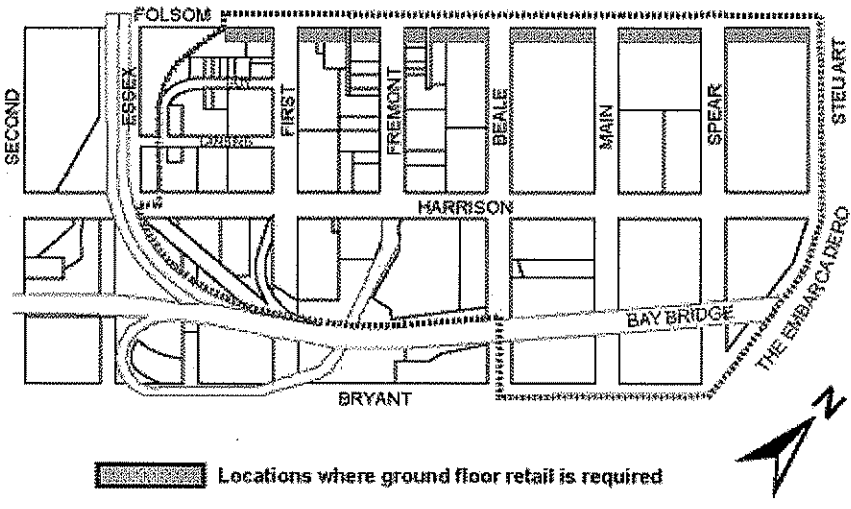 FOLSOM
SECOND
ESSEX
FIRST
FREMONT
BEALE
MAIN
SPEAR
STEUART
LANSING
HARRISON
BAY BRIDGE
THE EMBARCADERO
BRYANT
N
Locations where ground floor retail is required